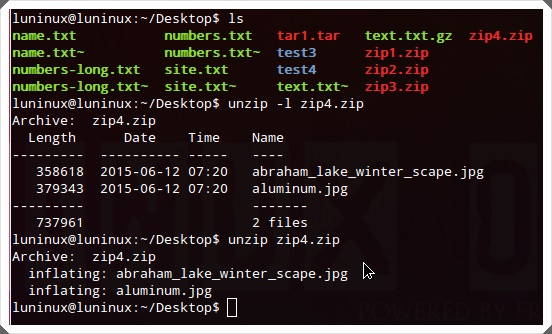 luninux@luninux:~/Desktop$ ls
name.txt numbers.txt tar1.tar text.txt.gz zip4.zip
name.txt~ numbers.txt~ test3 zip1.zip
numbers-long.txt site.txt test4 zip2.zip
numbers-long.txt~ site.txt~ text.txt~ zip3.zip
luninux@luninux:~/Desktop$ unzip -l zip4.zip
Archive:  zip4.zip
Length Date Time Name
--------- ---------- ----- ----
358618 2015-06-12 07:20 abraham_lake_winter_scape.jpg
379343 2015-06-12 07:20 aluminum.jpg
--------- -------
737961 2 files
luninux@luninux:~/Desktop$ unzip zip4.zip
Archive:  zip4.zip
inflating: abraham_lake_winter_scape.jpg
inflating: aluminum.jpg
luninux@luninux:~/Desktop$
POWERED BY FR